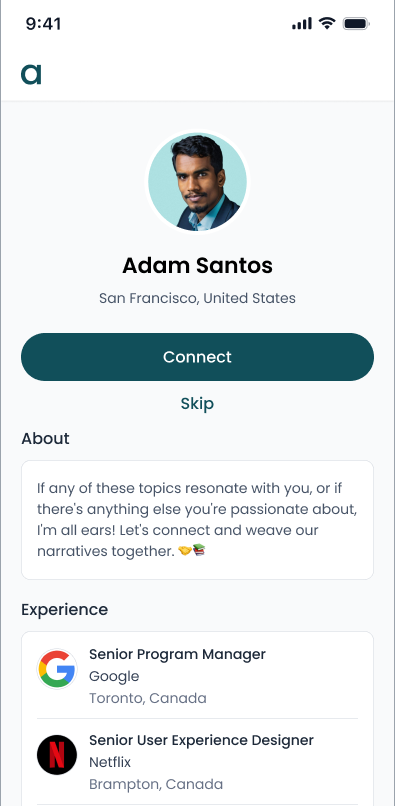 9:41
a
Adam Santos
San Francisco, United States
Connect
Skip
About
If any of these topics resonate with you, or if
there's anything else you're passionate about,
I'm all ears! Let's connect and weave our
narratives together. 🤝📚
Experience
G
Senior Program Manager
Google
Toronto, Canada
N
Senior User Experience Designer
Netflix
Brampton, Canada